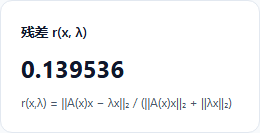 残差 r(x, λ)
0.139536
r(x,λ) = ||A(x)x − λx||₂ / (||A(x)x||₂ + ||λx||₂)